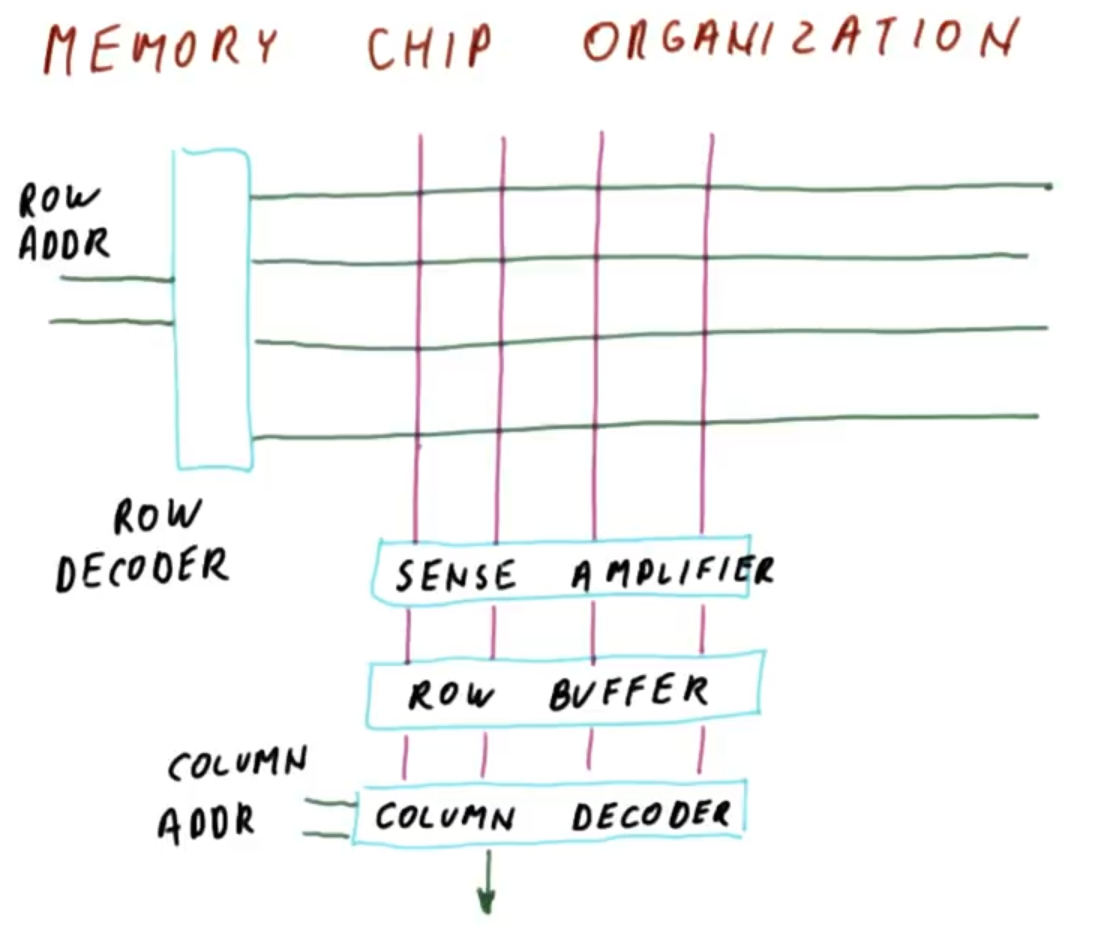 MEMORY CHIP ORGANIZATION
ROW
ADDR
ROW
DECODER
SENSE AMPLIFIER
ROW BUFFER
COLUMN
ADDR
COLUMN DECODER